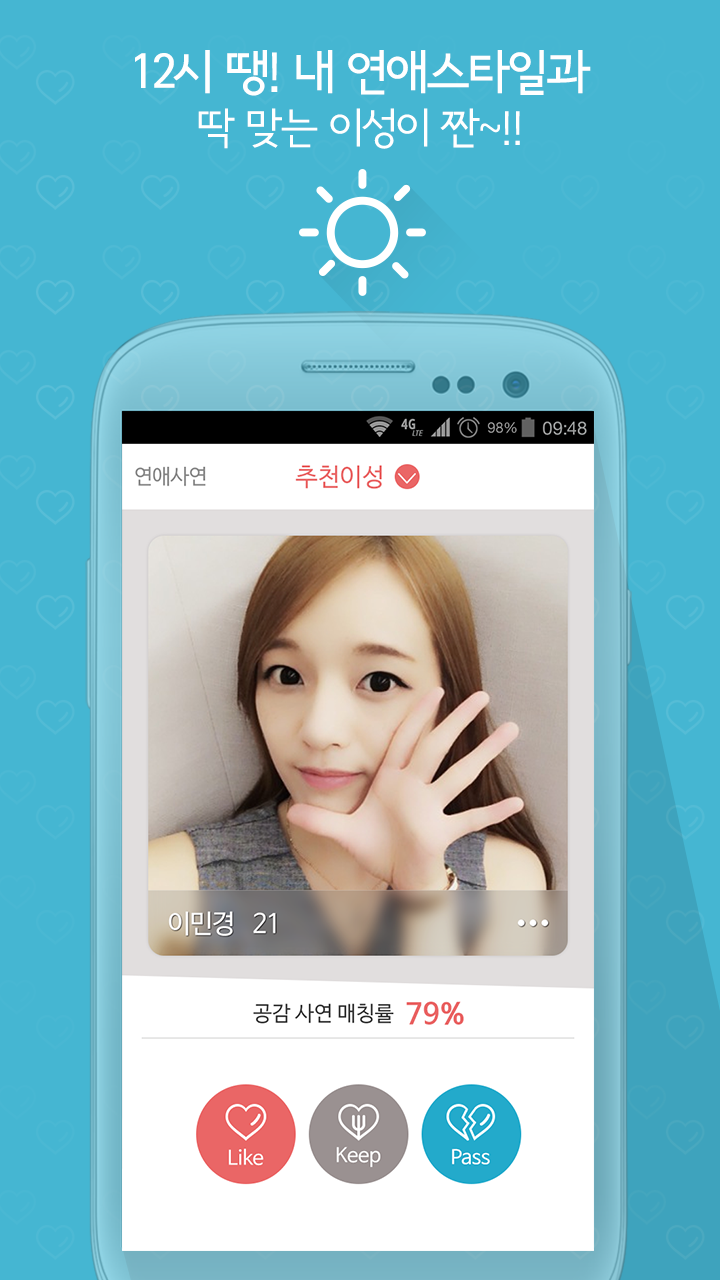 12시 땡! 내 연애스타일과
딱 맞는 이성이 짠~!!
4G LTE 98% 09:48
연애사연 추천이성
이민경 21
공감 사연 매칭률 79%
Like Keep Pass